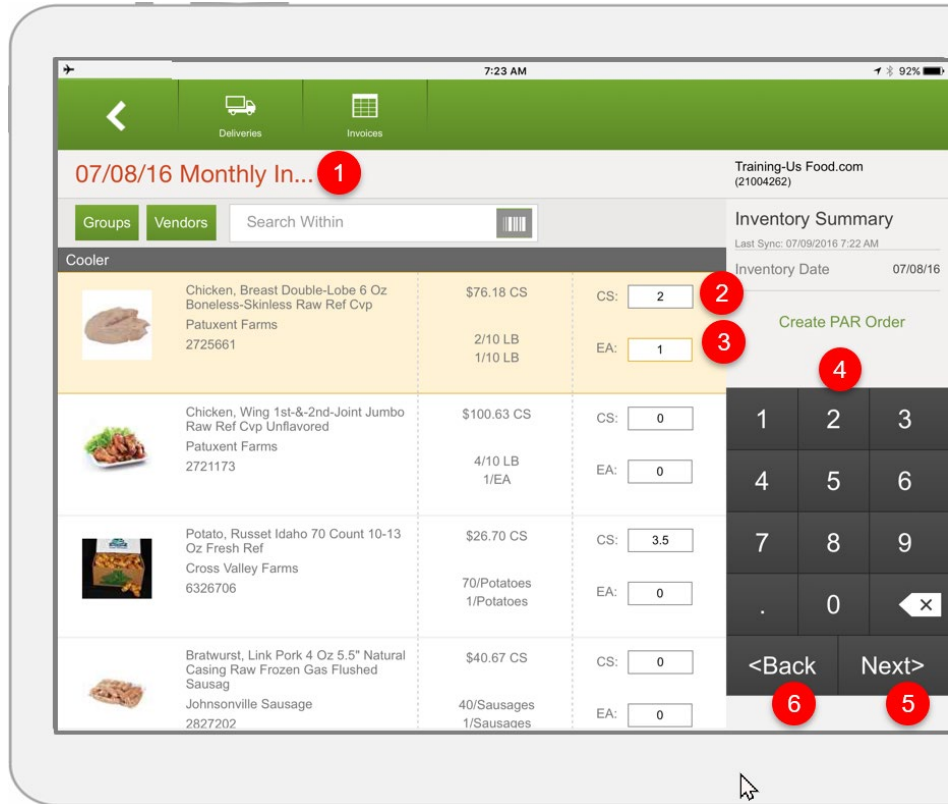 7:23 AM
92%
Deliveries
Invoices
07/08/16 Monthly In...
1
Training-Us Food.com
(21004262)
Groups
Vendors
Search Within
Inventory Summary
Last Sync: 07/09/2016 7:22 AM
Inventory Date 07/08/16
Create PAR Order
Cooler
Chicken, Breast Double-Lobe 6 Oz
Boneless-Skinless Raw Ref Cvp
Patuxent Farms
2725661
$76.18 CS
2/10 LB
1/10 LB
CS: 2
2
EA: 1
3
Chicken, Wing 1st-&-2nd-Joint Jumbo
Raw Ref Cvp Unflavored
Patuxent Farms
2721173
$100.63 CS
4/10 LB
1/EA
CS: 0
EA: 0
Potato, Russet Idaho 70 Count 10-13
Oz Fresh Ref
Cross Valley Farms
6326706
$26.70 CS
70/Potatoes
1/Potatoes
CS: 3.5
EA: 0
Bratwurst, Link Pork 4 Oz 5.5" Natural
Casing Raw Frozen Gas Flushed
Sausag
Johnsonville Sausage
2827202
$40.67 CS
40/Sausages
1/Sausages
CS: 0
EA: 0
4
1 2 3
4 5 6
7 8 9
. 0
<Back Next>
6 5